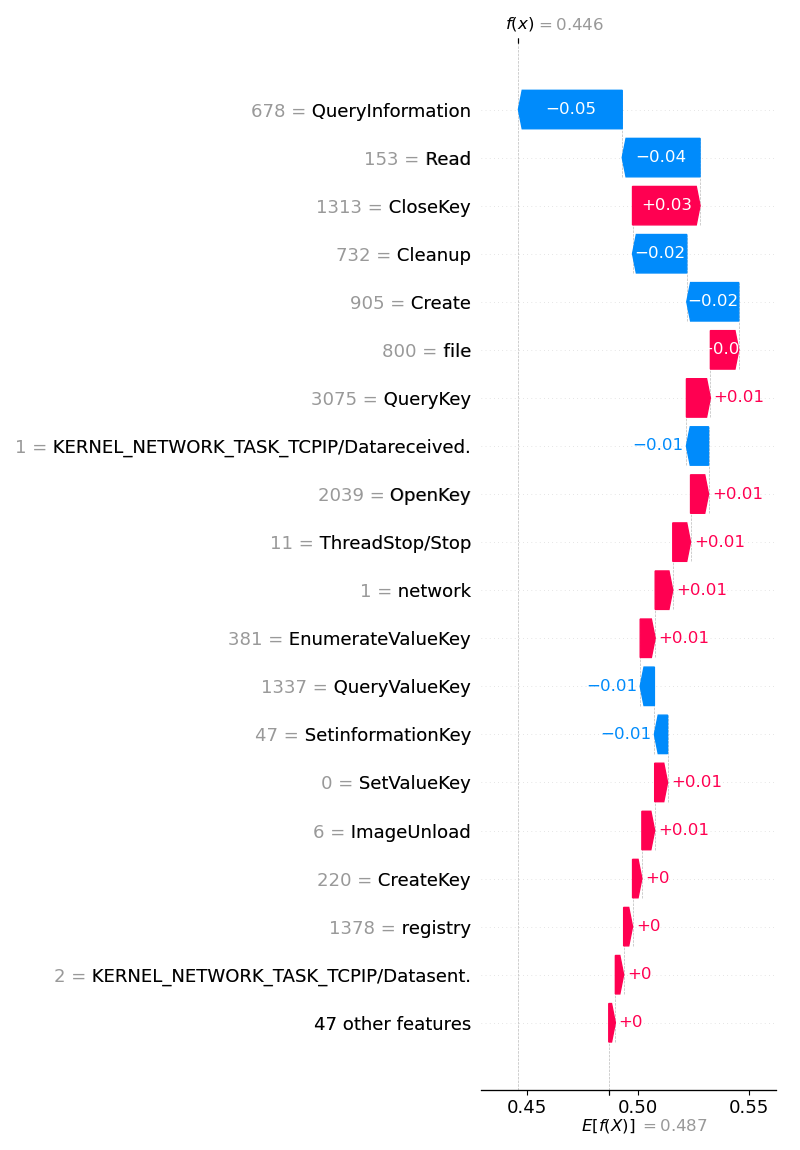 f(x) = 0.446
678 = QueryInformation −0.05
153 = Read −0.04
1313 = CloseKey +0.03
732 = Cleanup −0.02
905 = Create −0.02
800 = file
3075 = QueryKey +0.01
1 = KERNEL_NETWORK_TASK_TCPIP/Datareceived. −0.01
2039 = OpenKey +0.01
11 = ThreadStop/Stop +0.01
1 = network +0.01
381 = EnumerateValueKey +0.01
1337 = QueryValueKey −0.01
47 = SetinformationKey −0.01
0 = SetValueKey +0.01
6 = ImageUnload +0.01
220 = CreateKey +0
1378 = registry +0
2 = KERNEL_NETWORK_TASK_TCPIP/Datasent. +0
47 other features +0
0.45 0.50 0.55
E[f(X)] = 0.487